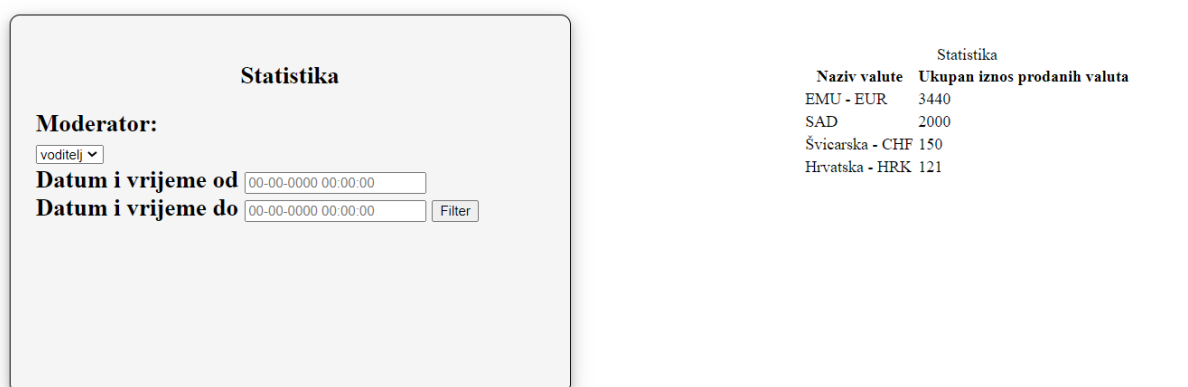 Statistika
Moderator:
voditelj
Datum i vrijeme od 00-00-0000 00:00:00
Datum i vrijeme do 00-00-0000 00:00:00 Filter
Statistika
Naziv valute Ukupan iznos prodanih valuta
EMU - EUR 3440
SAD 2000
Švicarska - CHF 150
Hrvatska - HRK 121